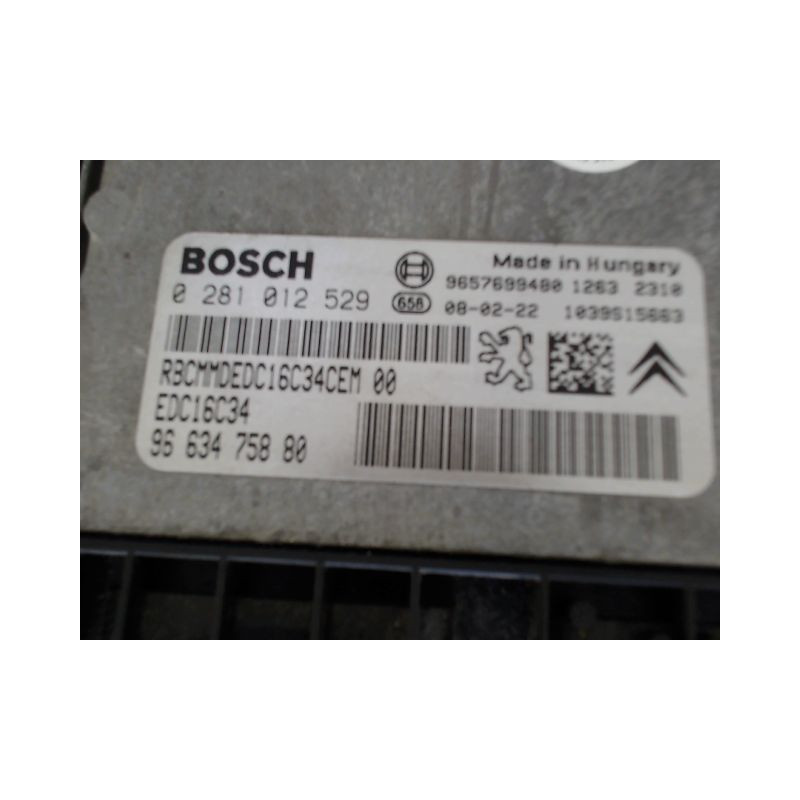 BOSCH
Made in Hungary
9657699480 1263 2310
0 281 012 529
658
08-02-22 1039S15663
RBCMMDEDC16C34CEM 00
EDC16C34
96 634 758 80